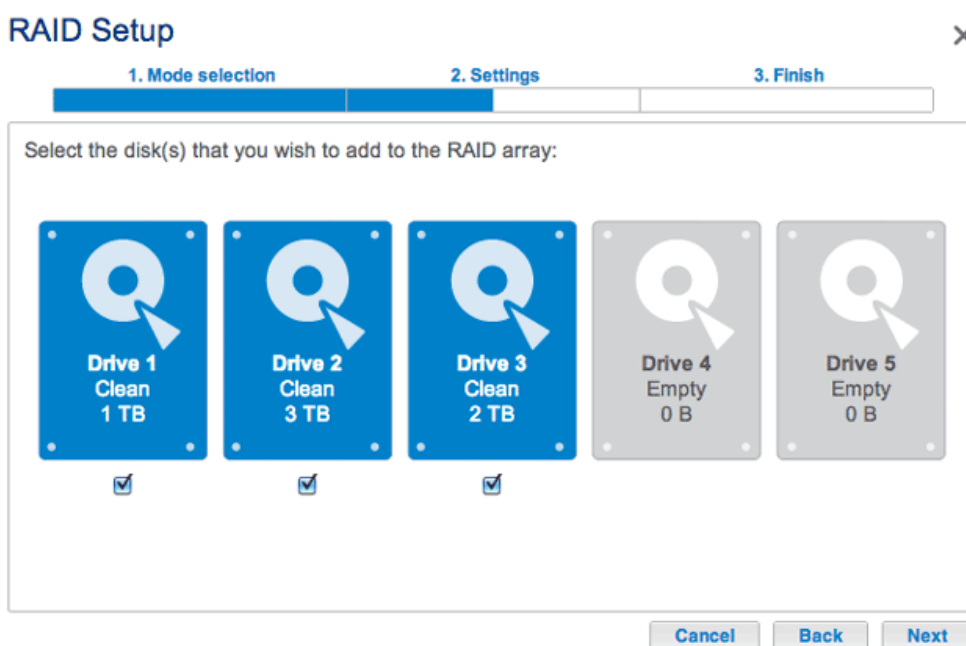 RAID Setup
1. Mode selection 2. Settings 3. Finish
Select the disk(s) that you wish to add to the RAID array:
Drive 1
Clean
1 TB
Drive 2
Clean
3 TB
Drive 3
Clean
2 TB
Drive 4
Empty
0 B
Drive 5
Empty
0 B
Cancel Back Next